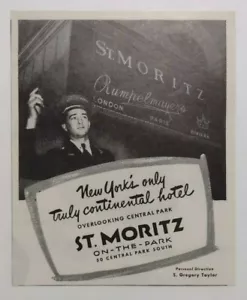 ST MORITZ
Rumpelmayer's
LONDON
PARIS
New York's only
truly continental hotel
OVERLOOKING CENTRAL PARK
ST. MORITZ
ON-THE-PARK
50 CENTRAL PARK SOUTH
Personal Direction
S. Gregory Taylor